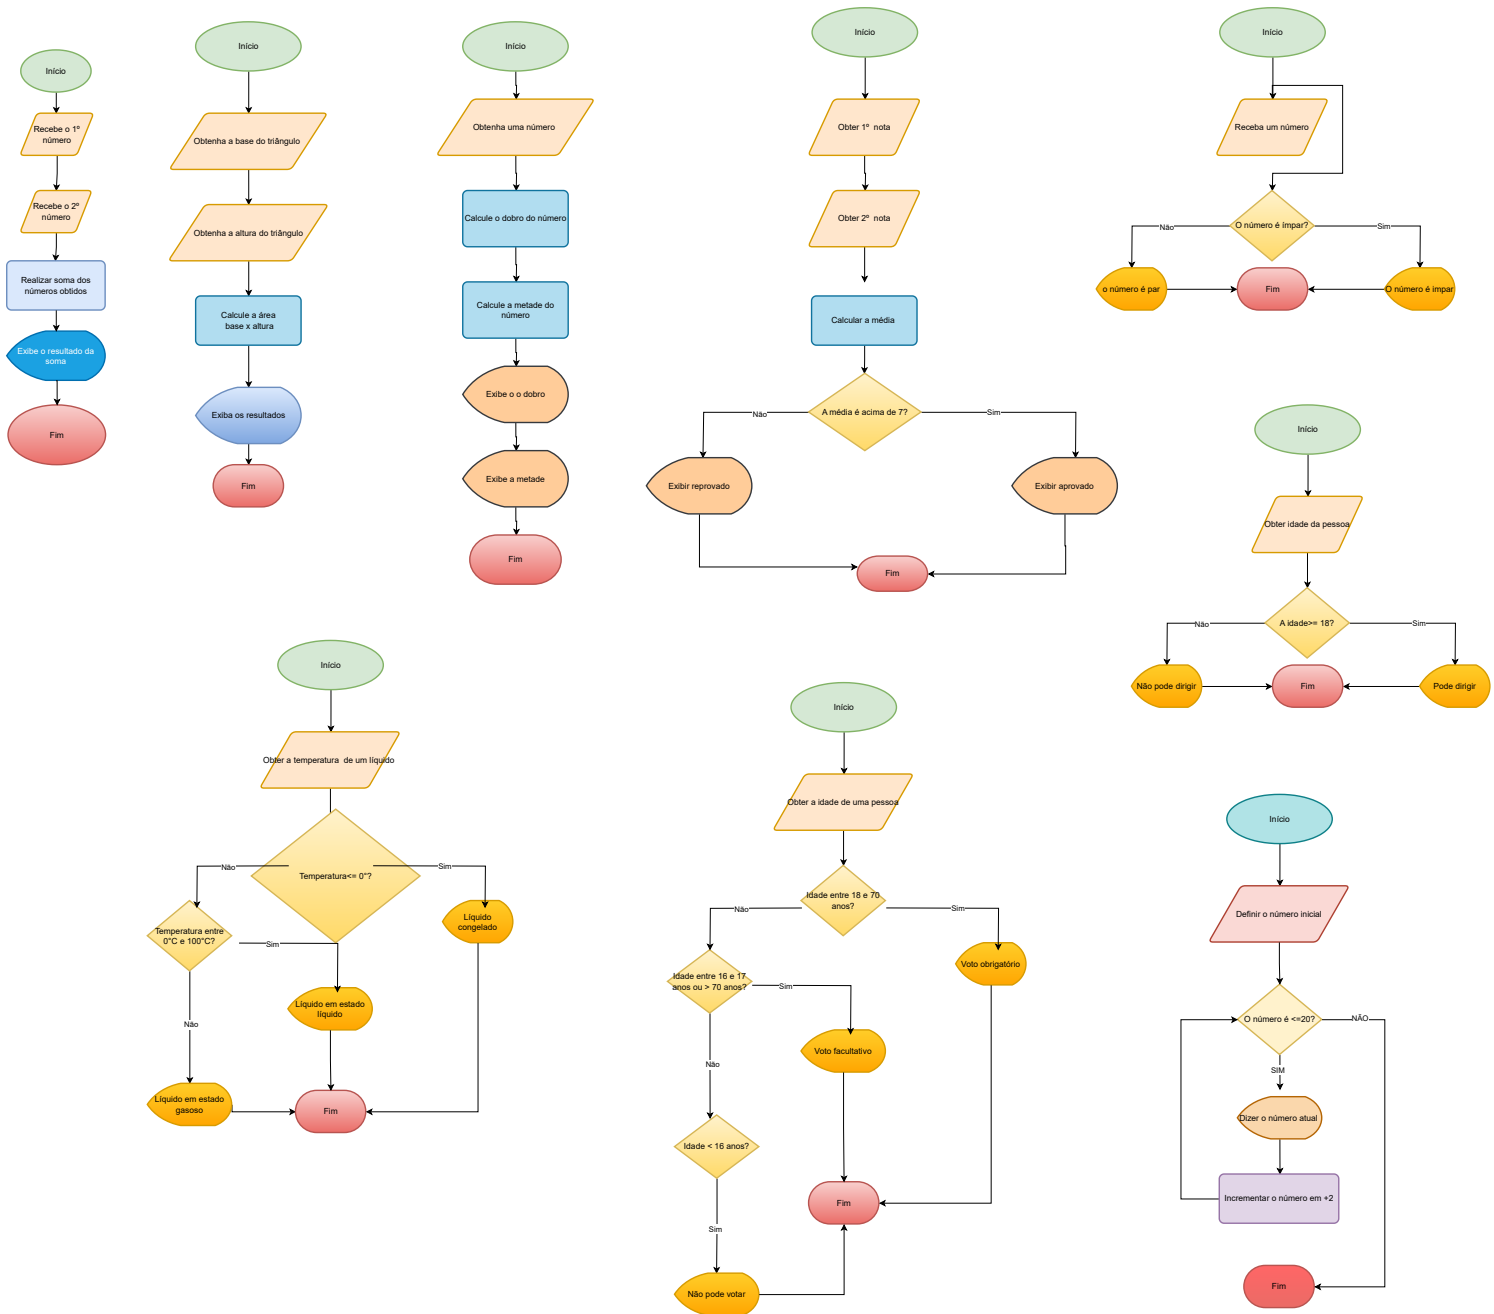 Início
Recebe o 1º
número
Recebe o 2º
número
Realizar soma dos
números obtidos
Exibe o resultado da
soma
Fim
Início
Obtenha a base do triângulo
Obtenha a altura do triângulo
Calcule a área
base x altura
Exiba os resultados
Fim
Início
Obtenha uma número
Calcule o dobro do número
Calcule a metade do
número
Exibe o o dobro
Exibe a metade
Fim
Início
Obter 1º nota
Obter 2º nota
Calcular a média
A média é acima de 7?
Não
Sim
Exibir reprovado
Exibir aprovado
Fim
Início
Receba um número
O número é ímpar?
Não
Sim
o número é par
Fim
O número é impar
Início
Obter idade da pessoa
A idade>= 18?
Não
Sim
Não pode dirigir
Fim
Pode dirigir
Início
Obter a temperatura de um líquido
Temperatura<= 0°?
Não
Sim
Temperatura entre
0°C e 100°C?
Líquido
congelado
Sim
Líquido em estado
líquido
Não
Líquido em estado
gasoso
Fim
Início
Obter a idade de uma pessoa
Idade entre 18 e 70
anos?
Não
Sim
Voto obrigatório
Idade entre 16 e 17
anos ou > 70 anos?
Sim
Voto facultativo
Não
Idade < 16 anos?
Fim
Sim
Não pode votar
Início
Definir o número inicial
O número é <=20?
NÃO
SIM
Dizer o número atual
Incrementar o número em +2
Fim